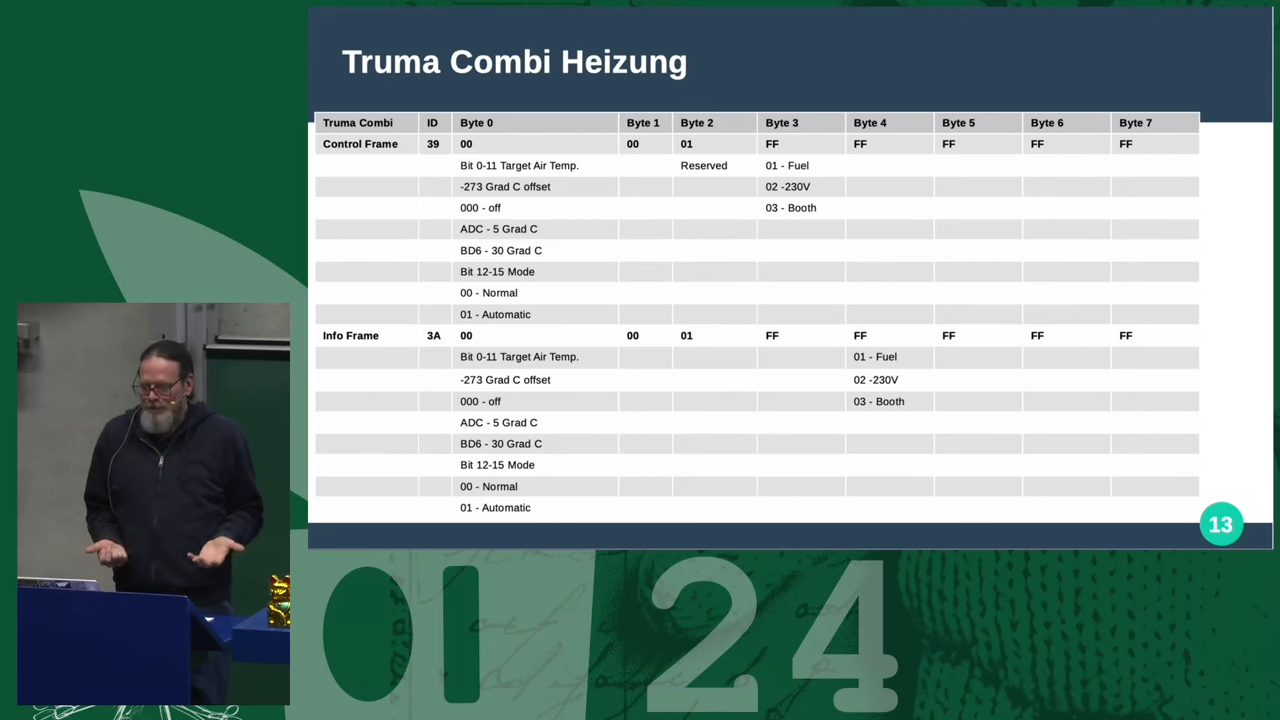 Truma Combi Heizung
Truma Combi ID Byte 0 Byte 1 Byte 2 Byte 3 Byte 4 Byte 5 Byte 6 Byte 7
Control Frame 39 00 00 01 FF FF FF FF FF
Bit 0-11 Target Air Temp. Reserved 01 - Fuel
-273 Grad C offset 02 -230V
000 - off 03 - Booth
ADC - 5 Grad C
BD6 - 30 Grad C
Bit 12-15 Mode
00 - Normal
01 - Automatic
Info Frame 3A 00 00 01 FF FF FF FF FF
Bit 0-11 Target Air Temp. 01 - Fuel
-273 Grad C offset 02 -230V
000 - off 03 - Booth
ADC - 5 Grad C
BD6 - 30 Grad C
Bit 12-15 Mode
00 - Normal
01 - Automatic
13
24